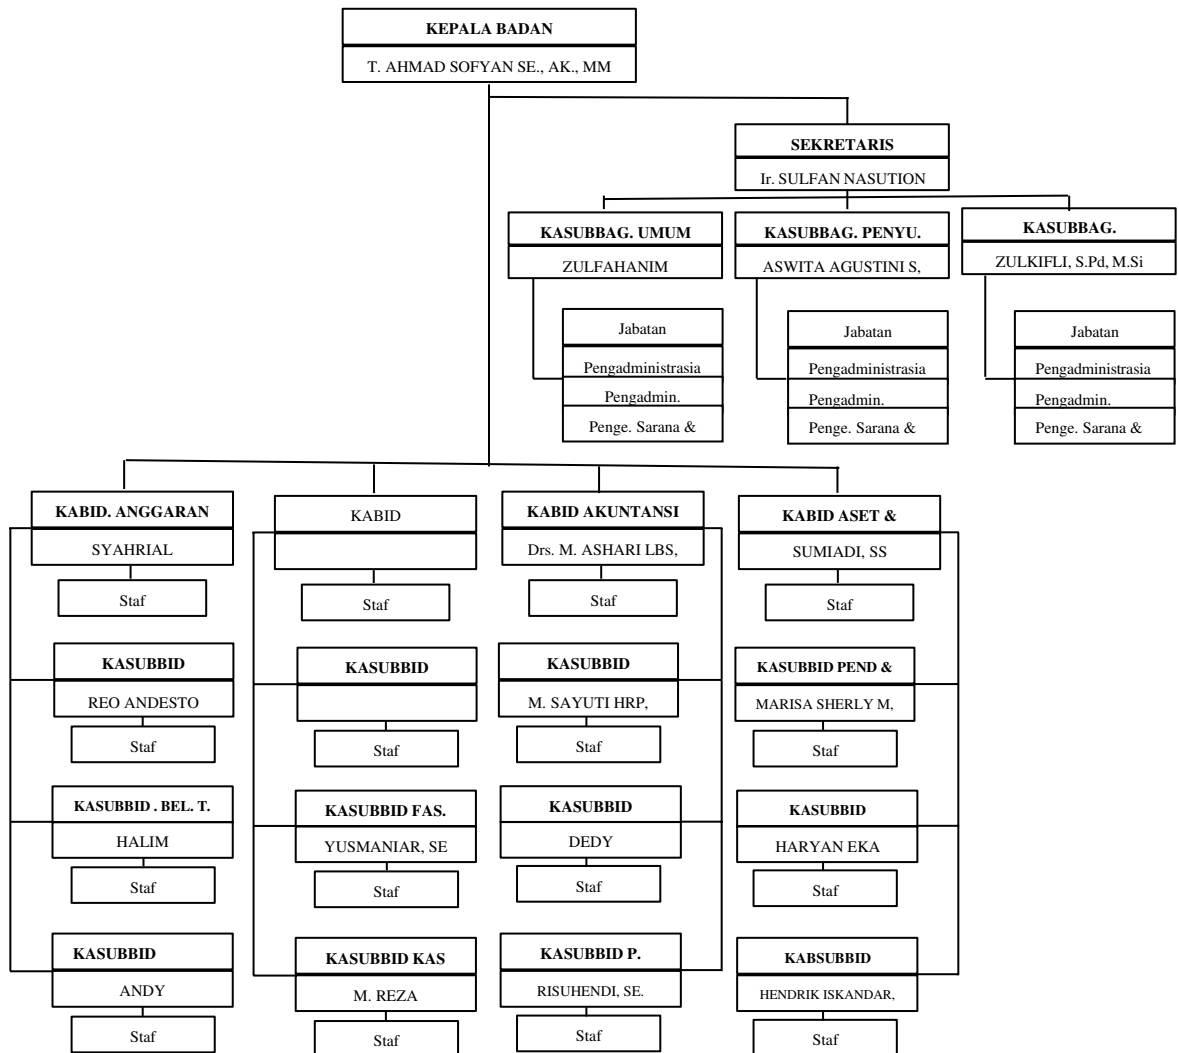 KEPALA BADAN
T. AHMAD SOFYAN SE., AK., MM
SEKRETARIS
Ir. SULFAN NASUTION
KASUBBAG. UMUM
ZULFAHANIM
KASUBBAG. PENYU.
ASWITA AGUSTINI S,
KASUBBAG.
ZULKIFLI, S.Pd, M.Si
Jabatan
Pengadministrasia
Pengadmin.
Penge. Sarana &
Jabatan
Pengadministrasia
Pengadmin.
Penge. Sarana &
Jabatan
Pengadministrasia
Pengadmin.
Penge. Sarana &
KABID. ANGGARAN
SYAHRIAL
Staf
KASUBBID
REO ANDESTO
Staf
KASUBBID . BEL. T.
HALIM
Staf
KASUBBID
ANDY
Staf
KABID
Staf
KASUBBID
Staf
KASUBBID FAS.
YUSMANIAR, SE
Staf
KASUBBID KAS
M. REZA
Staf
KABID AKUNTANSI
Drs. M. ASHARI LBS,
Staf
KASUBBID
M. SAYUTI HRP,
Staf
KASUBBID
DEDY
Staf
KASUBBID P.
RISUHENDI, SE.
Staf
KABID ASET &
SUMIADI, SS
Staf
KASUBBID PEND &
MARISA SHERLY M,
Staf
KASUBBID
HARYAN EKA
Staf
KABSUBBID
HENDRIK ISKANDAR,
Staf